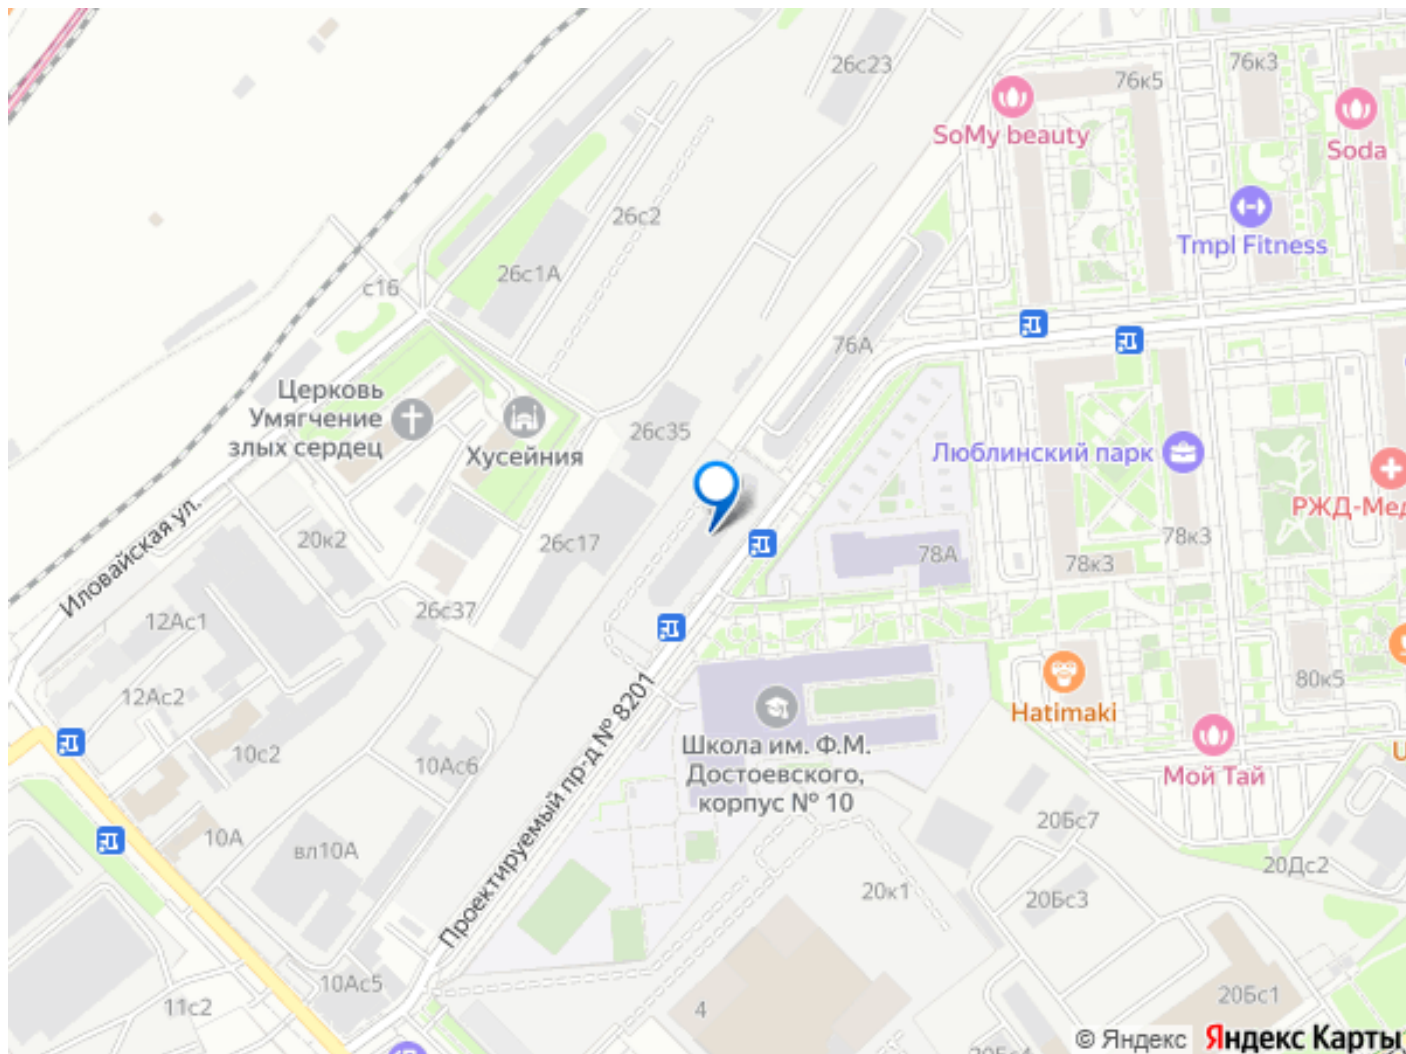 26с23
76к5
76к3
SoMy beauty
Soda
26с2
Tmpl Fitness
26с1А
с16
76А
Церковь
Умягчение
злых сердец
26с35
Хусейния
Люблинский парк
РЖД-Мед
Иловайская ул.
20к2
26с17
78А
78к3
78к3
12Ас1
26с37
12Ас2
Проектируемый пр-д № 8201
80к5
Hatimaki
10с2
10Ас6
Школа им. Ф.М.
Достоевского,
корпус № 10
Мой Тай
U
10А
вл10А
20Бс7
20Дс2
20к1
20Бс3
10Ас5
11с2
4
20Бс1
© Яндекс
Яндекс Карты